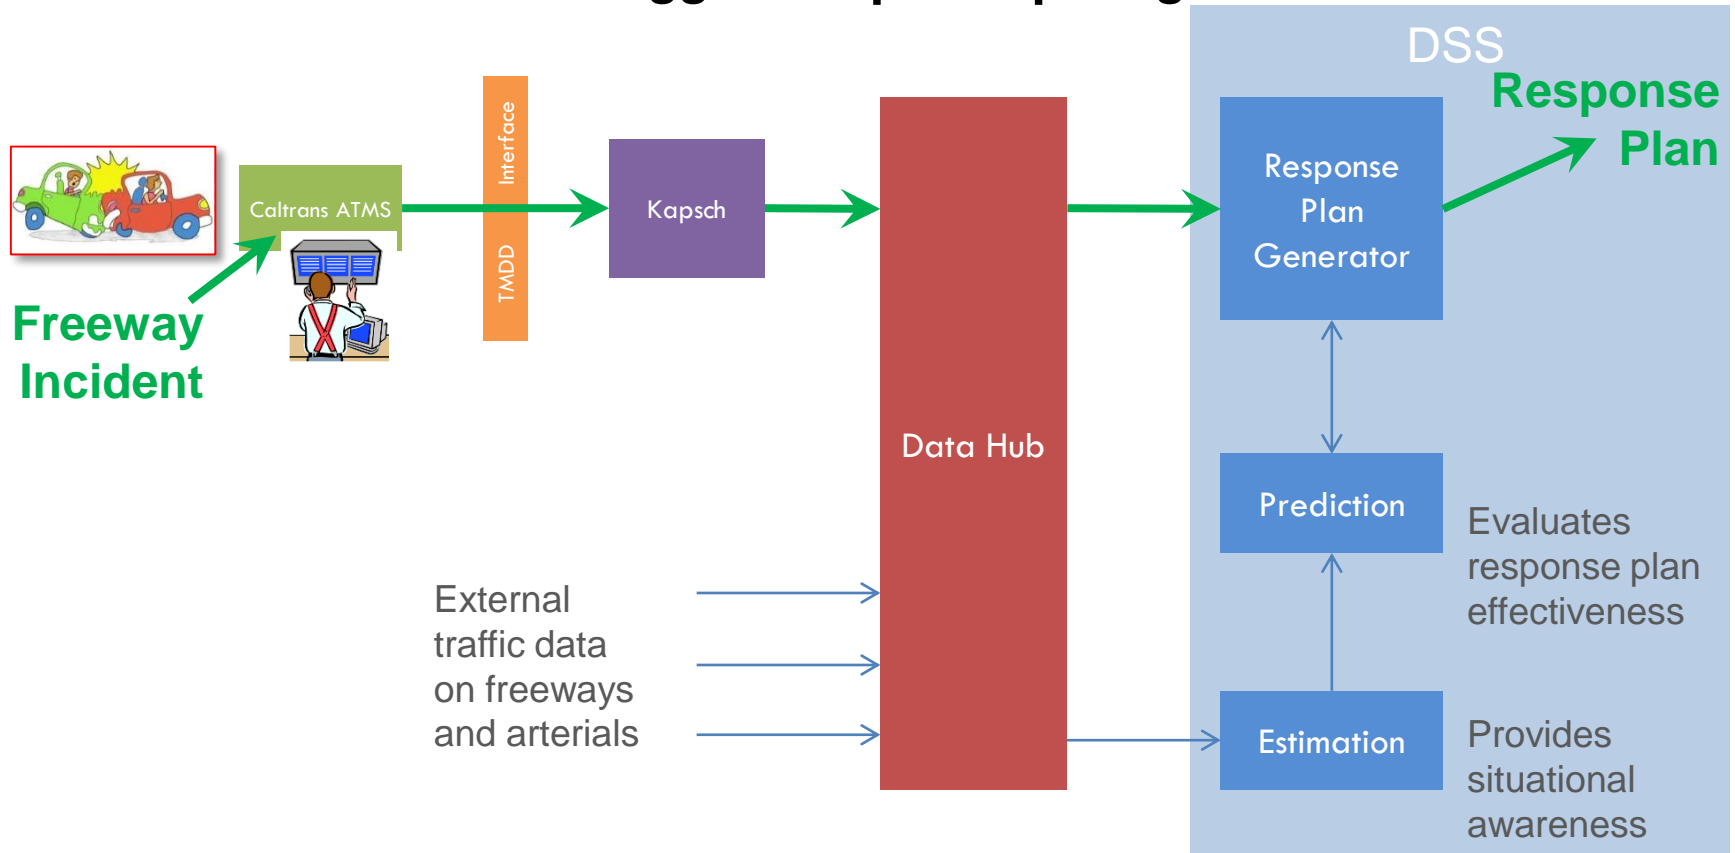 DSS
Response
Plan
Interface
TMDD
Caltrans ATMS
Kapsch
Response
Plan
Generator
Freeway
Incident
Data Hub
Prediction
Evaluates
response plan
effectiveness
External
traffic data
on freeways
and arterials
Estimation
Provides
situational
awareness